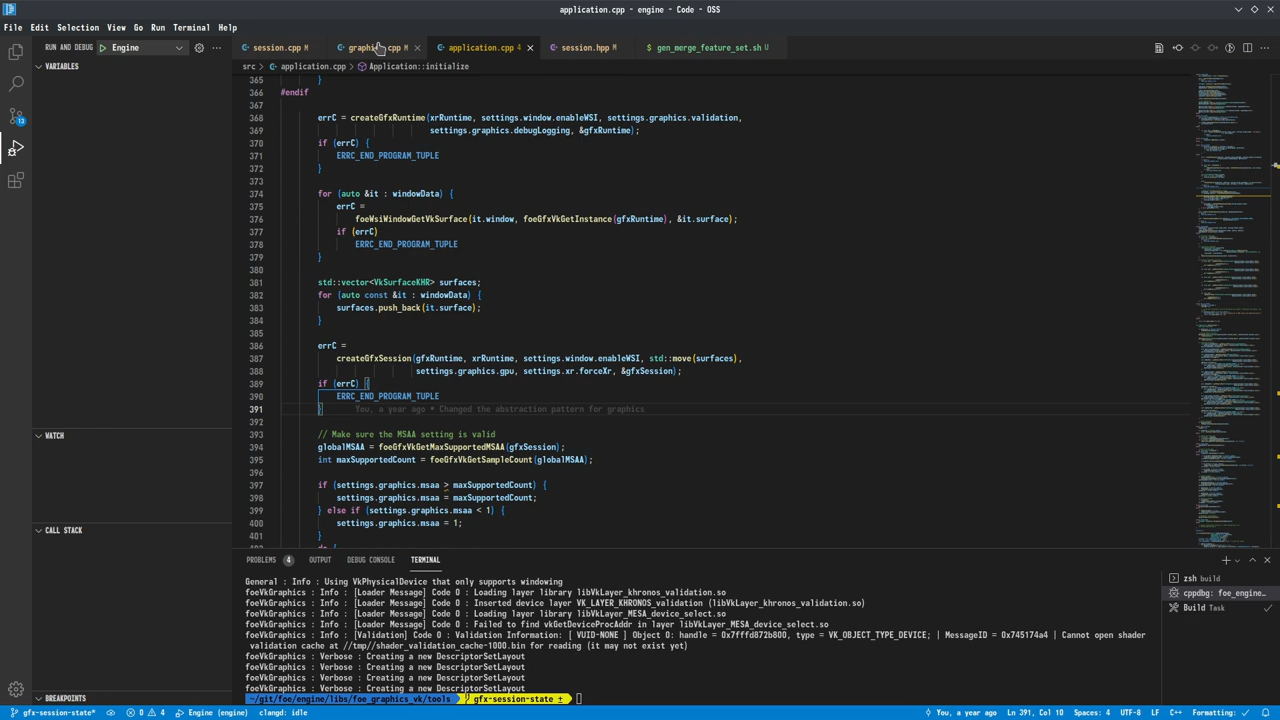 application.cpp - engine - Code - OSS
File Edit Selection View Go Run Terminal Help
RUN AND DEBUG Engine
session.cpp M graphics.cpp M application.cpp 4 session.hpp M gen_merge_feature_set.sh U
VARIABLES
src > application.cpp > Application::initialize
365 }
366 #endif
367
368 errC = createGfxRuntime(xrRuntime, settings.window.enableWSI, settings.graphics.validation,
369 settings.graphics.debugLogging, &gfxRuntime);
370 if (errC) {
371 ERRC_END_PROGRAM_TUPLE
372 }
373
374 for (auto &it : windowData) {
375 errC =
376 foeWsiWindowGetVkSurface(it.window, foeGfxVkGetInstance(gfxRuntime), &it.surface);
377 if (errC)
378 ERRC_END_PROGRAM_TUPLE
379 }
380
381 std::vector<VkSurfaceKHR> surfaces;
382 for (auto const &it : windowData) {
383 surfaces.push_back(it.surface);
384 }
385
386 errC =
387 createGfxSession(gfxRuntime, xrRuntime, settings.window.enableWSI, std::move(surfaces),
388 settings.graphics.gpu, settings.xr.forceXr, &gfxSession);
389 if (errC) {
390 ERRC_END_PROGRAM_TUPLE
391 } You, a year ago • Changed the abstraction pattern for graphics
392
393 // Make sure the MSAA setting is valid
394 globalMSAA = foeGfxVkGetMaxSupportedMSAA(gfxSession);
395 int maxSupportedCount = foeGfxVkGetSampleCount(globalMSAA);
396
397 if (settings.graphics.msaa > maxSupportedCount) {
398 settings.graphics.msaa = maxSupportedCount;
399 } else if (settings.graphics.msaa < 1) {
400 settings.graphics.msaa = 1;
401 }
WATCH
CALL STACK
BREAKPOINTS
PROBLEMS 4 OUTPUT DEBUG CONSOLE TERMINAL
General : Info : Using VkPhysicalDevice that only supports windowing
foeVkGraphics : Info : [Loader Message] Code 0 : Loading layer library libVkLayer_khronos_validation.so
foeVkGraphics : Info : [Loader Message] Code 0 : Inserted device layer VK_LAYER_KHRONOS_validation (libVkLayer_khronos_validation.so)
foeVkGraphics : Info : [Loader Message] Code 0 : Loading layer library libVkLayer_MESA_device_select.so
foeVkGraphics : Info : [Loader Message] Code 0 : Failed to find vkGetDeviceProcAddr in layer libVkLayer_MESA_device_select.so
foeVkGraphics : Info : [Validation] Code 0 : Validation Information: [ VUID-NONE ] Object 0: handle = 0x7fffd872b800, type = VK_OBJECT_TYPE_DEVICE; | MessageID = 0x745174a4 | Cannot open shader
validation cache at //tmp//shader_validation_cache-1000.bin for reading (it may not exist yet)
foeVkGraphics : Verbose : Creating a new DescriptorSetLayout
foeVkGraphics : Verbose : Creating a new DescriptorSetLayout
foeVkGraphics : Verbose : Creating a new DescriptorSetLayout
~/git/foe/engine/libs/foe_graphics_vk/tools gfx-session-state ±
zsh build
cppdbg: foe_engine...
Build Task
gfx-session-state* 0 4 Engine (engine) clangd: idle You, a year ago Ln 391, Col 10 Spaces: 4 UTF-8 LF C++ Formatting: